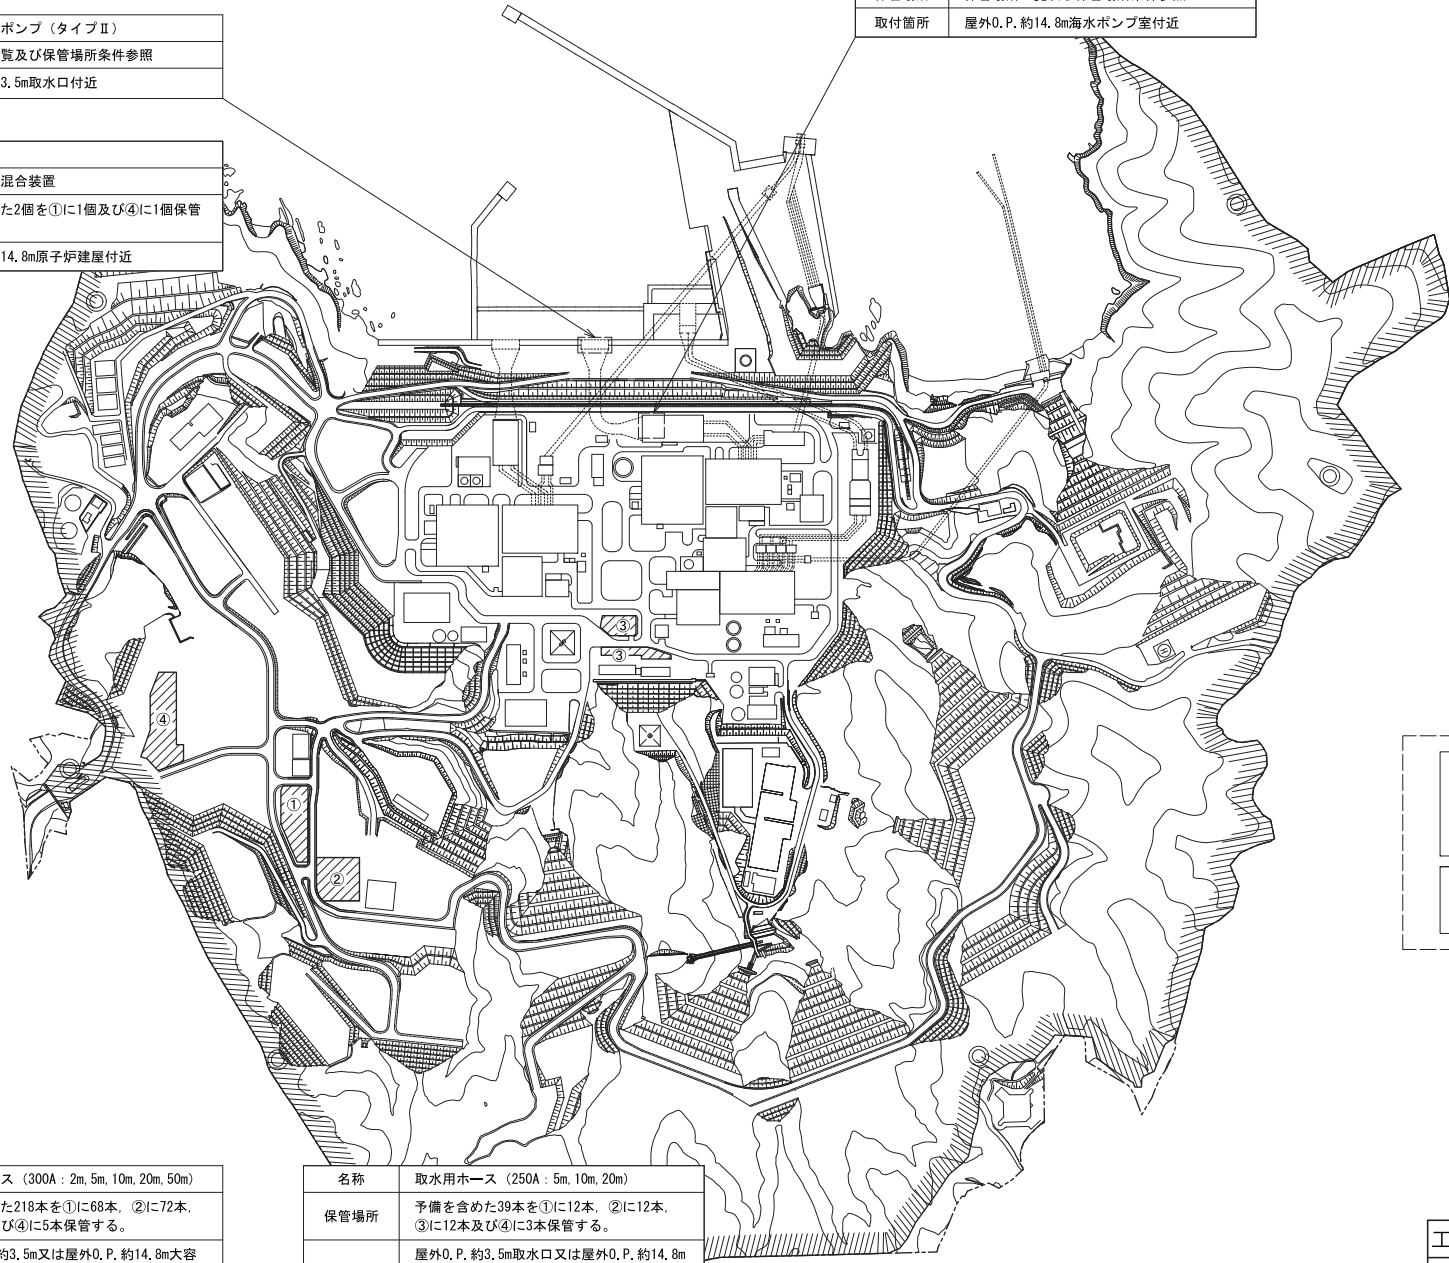 ポンプ（タイプⅡ）
覧及び保管場所条件参照
3.5m取水口付近
取付箇所 屋外O.P.約14.8m海水ポンプ室付近
混合装置
た2個を①に1個及び④に1個保管
14.8m原子炉建屋付近
③
③
④
①
②
ス（300A：2m,5m,10m,20m,50m）
た218本を①に68本，②に72本，
び④に5本保管する。
約3.5m又は屋外O.P.約14.8m大容
名称 取水用ホース（250A：5m,10m,20m）
保管場所 予備を含めた39本を①に12本，②に12本，
③に12本及び④に3本保管する。
屋外O.P.約3.5m取水口又は屋外O.P.約14.8m
工